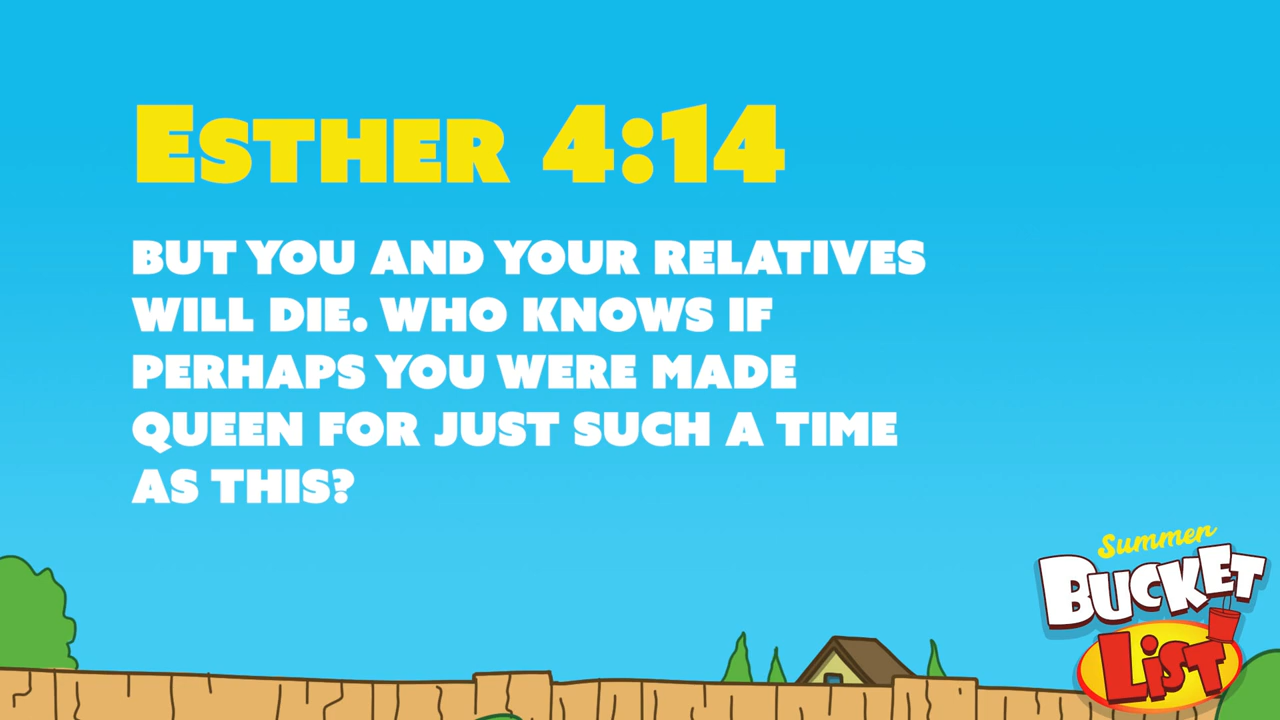 Esther 4:14
BUT YOU AND YOUR RELATIVES
WILL DIE. WHO KNOWS IF
PERHAPS YOU WERE MADE
QUEEN FOR JUST SUCH A TIME
AS THIS?
Summer
BUCKET
LiST